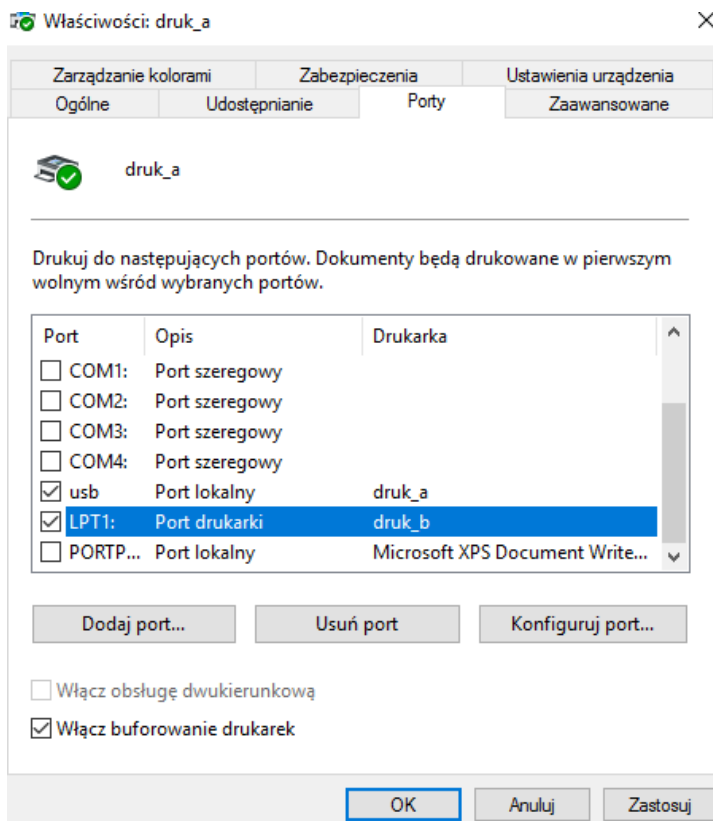 Właściwości: druk_a
Zarządzanie kolorami Zabezpieczenia Ustawienia urządzenia
Ogólne Udostępnianie Porty Zaawansowane
druk_a
Drukuj do następujących portów. Dokumenty będą drukowane w pierwszym
wolnym wśród wybranych portów.
Port Opis Drukarka
COM1: Port szeregowy
COM2: Port szeregowy
COM3: Port szeregowy
COM4: Port szeregowy
usb Port lokalny druk_a
LPT1: Port drukarki druk_b
PORTP... Port lokalny Microsoft XPS Document Write...
Dodaj port... Usuń port Konfiguruj port...
Włącz obsługę dwukierunkową
Włącz buforowanie drukarek
OK Anuluj Zastosuj